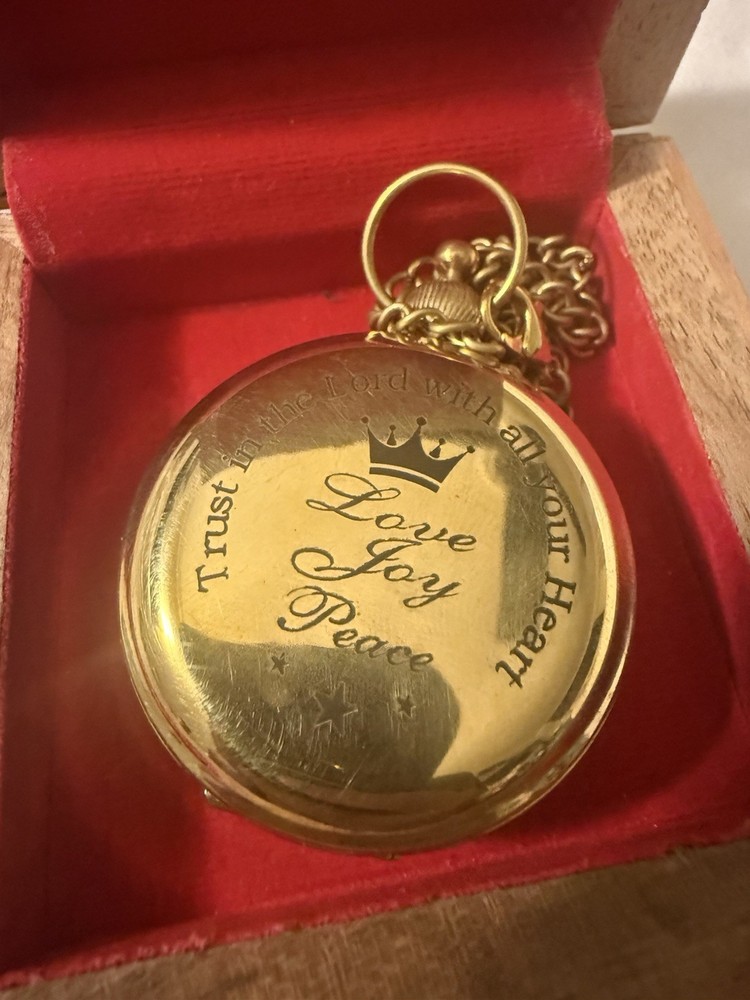 Trust in the Lord with all your Heart
Love
Joy
Peace